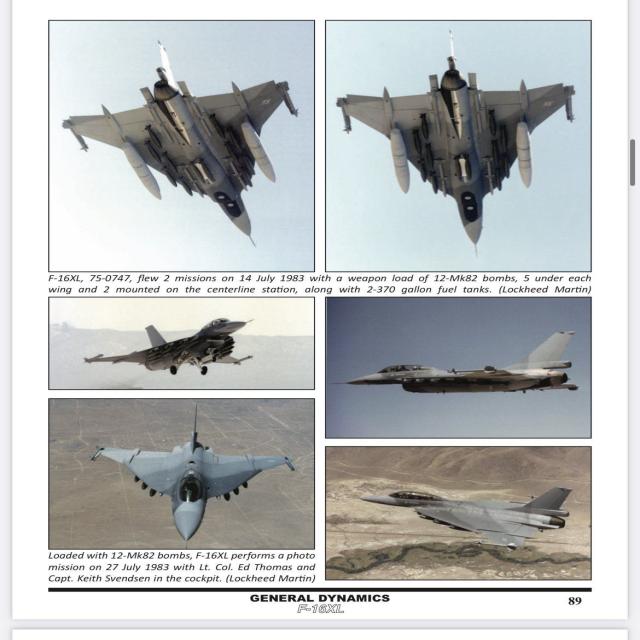 F-16XL, 75-0747, flew 2 missions on 14 July 1983 with a weapon load of 12-Mk82 bombs, 5 under each
wing and 2 mounted on the centerline station, along with 2-370 gallon fuel tanks. (Lockheed Martin)
Loaded with 12-Mk82 bombs, F-16XL performs a photo
mission on 27 July 1983 with Lt. Col. Ed Thomas and
Capt. Keith Svendsen in the cockpit. (Lockheed Martin)
GENERAL DYNAMICS
F-16XL
89